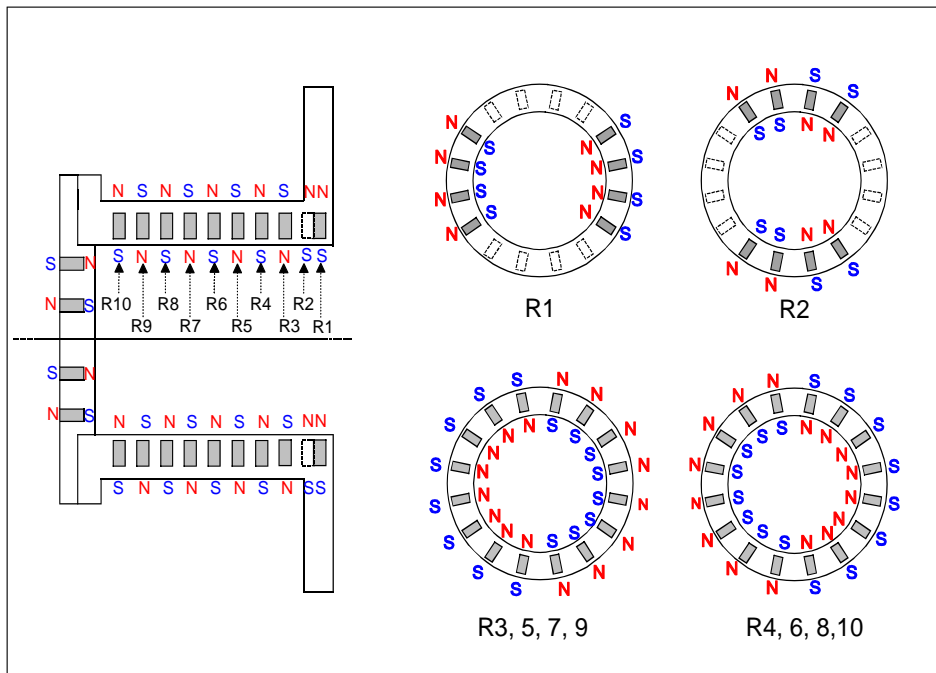 N S N S N S N S NN
S N S N S N S N S S
S N
N S
R10 R8 R6 R4 R2
R9 R7 R5 R3 R1
S N
N S
N S N S N S N S NN
S N S N S N S N SS
N S N S
N S N S
N S N S
N S N S
R1
N N S S
S S N N
S S N N
N N S S
R2
S N
S N S N
S N S N
S N S N
S N S N
S N S N
S N S N
N S
S N
R3, 5, 7, 9
N S
N S N S
N S N S
N S N S
N S N S
N S N S
N S N S
S N
N S
R4, 6, 8,10